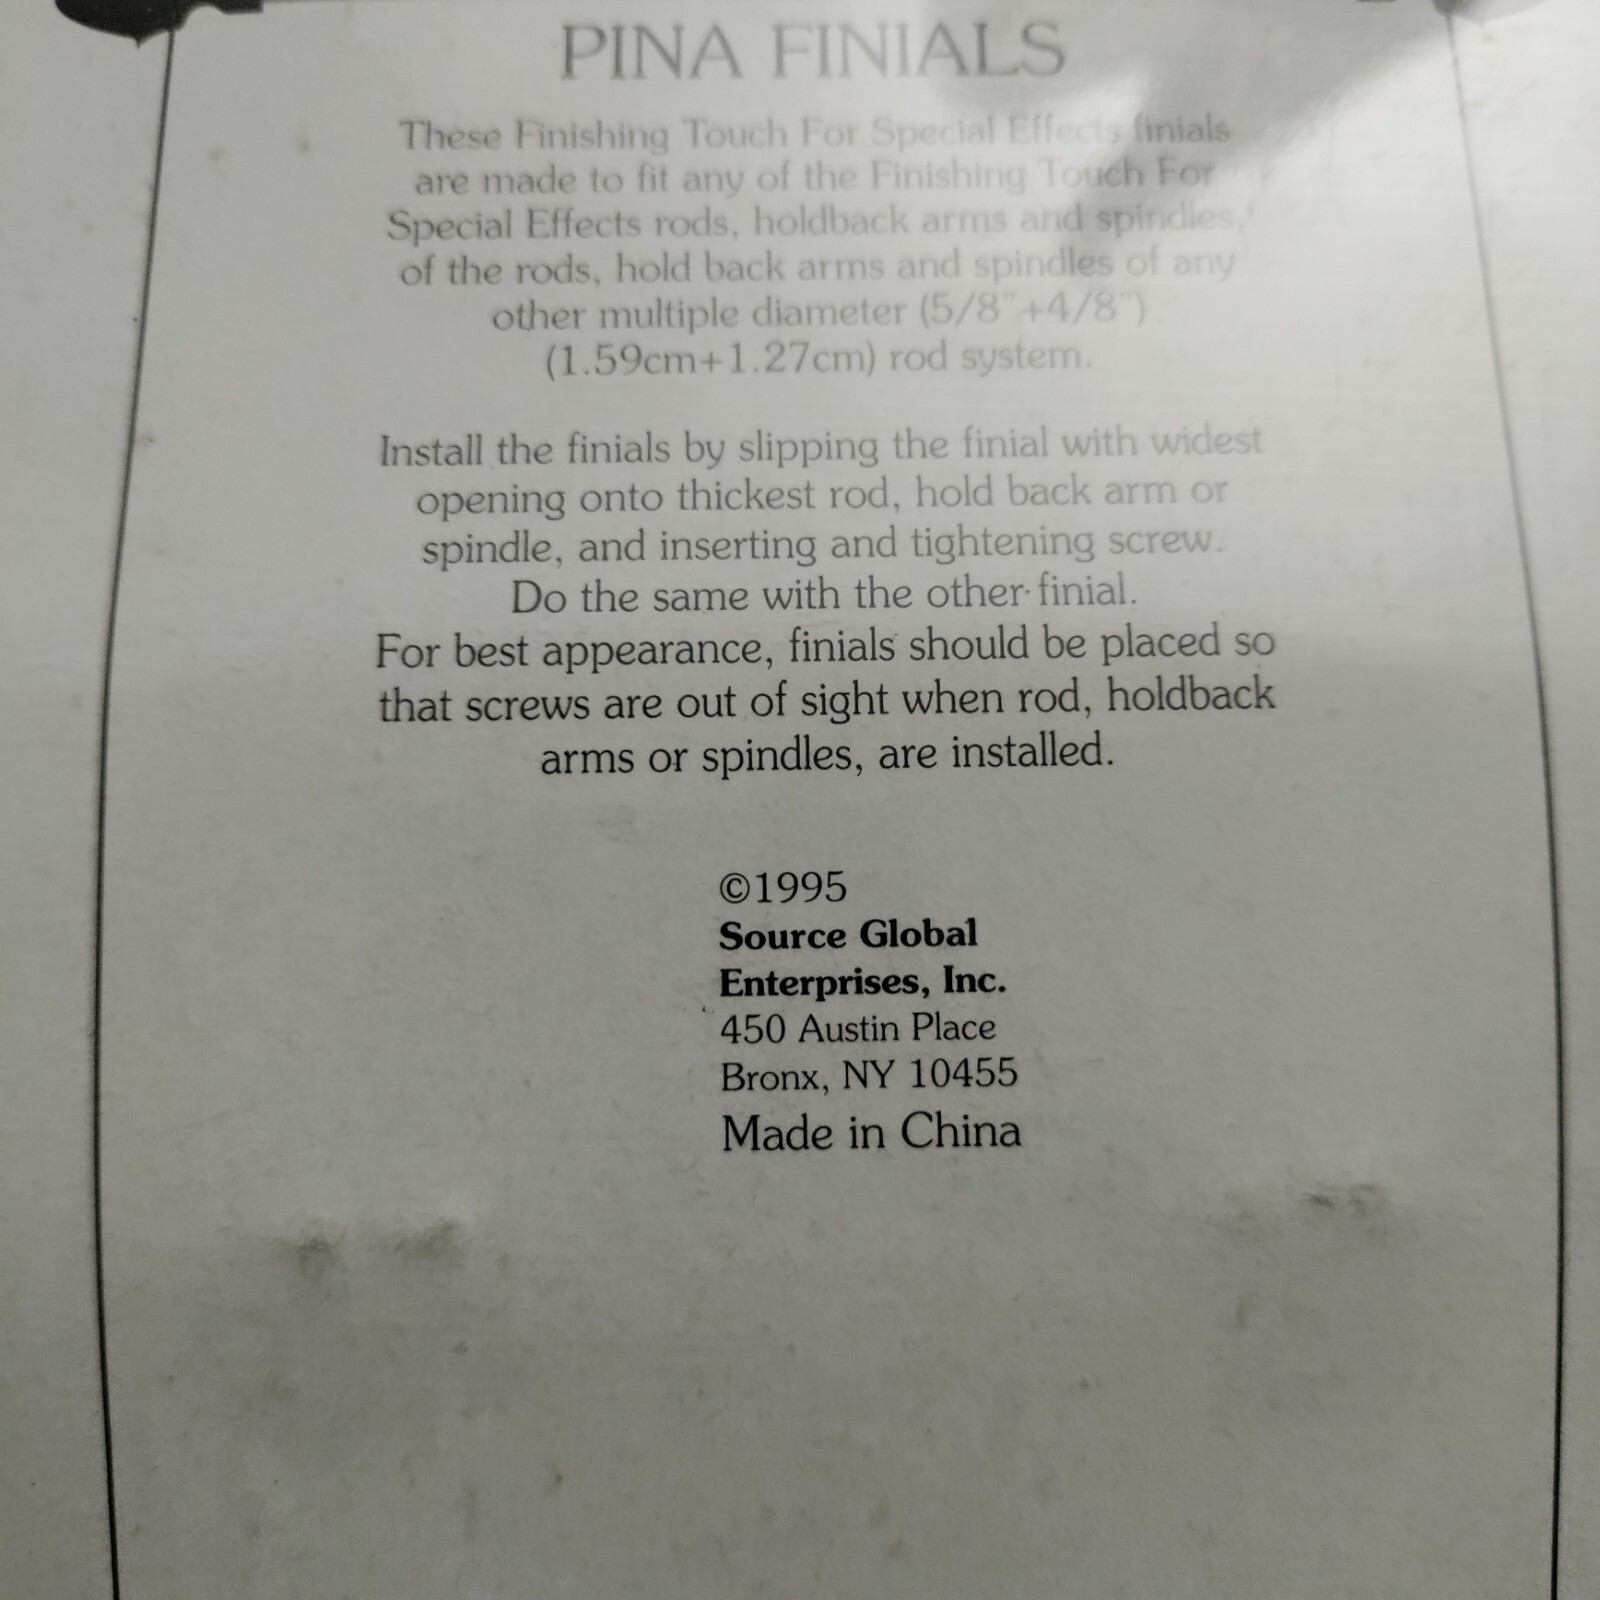 PINA FINIALS
These Finishing Touch For Special Effects finials
are made to fit any of the Finishing Touch For
Special Effects rods, holdback arms and spindles,
of the rods, hold back arms and spindles of any
other multiple diameter (5/8"+4/8")
(1.59cm+1.27cm) rod system.
Install the finials by slipping the finial with widest
opening onto thickest rod, hold back arm or
spindle, and inserting and tightening screw.
Do the same with the other finial.
For best appearance, finials should be placed so
that screws are out of sight when rod, holdback
arms or spindles, are installed.
©1995
Source Global
Enterprises, Inc.
450 Austin Place
Bronx, NY 10455
Made in China